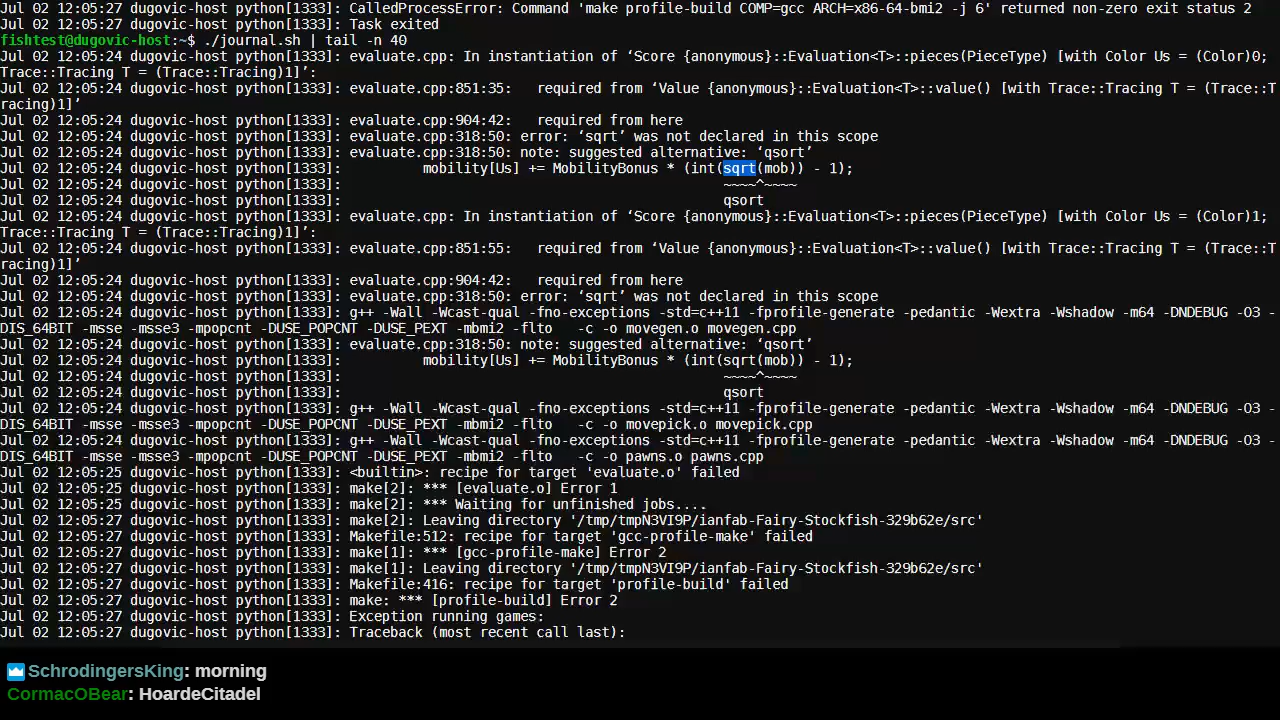 Jul 02 12:05:27 dugovic-host python[1333]: CalledProcessError: Command 'make profile-build COMP=gcc ARCH=x86-64-bmi2 -j 6' returned non-zero exit status 2
Jul 02 12:05:27 dugovic-host python[1333]: Task exited
fishtest@dugovic-host:~$ ./journal.sh | tail -n 40
Jul 02 12:05:24 dugovic-host python[1333]: evaluate.cpp: In instantiation of ‘Score {anonymous}::Evaluation<T>::pieces(PieceType) [with Color Us = (Color)0;
Trace::Tracing T = (Trace::Tracing)1]’:
Jul 02 12:05:24 dugovic-host python[1333]: evaluate.cpp:851:35:   required from ‘Value {anonymous}::Evaluation<T>::value() [with Trace::Tracing T = (Trace::T
racing)1]’
Jul 02 12:05:24 dugovic-host python[1333]: evaluate.cpp:904:42:   required from here
Jul 02 12:05:24 dugovic-host python[1333]: evaluate.cpp:318:50: error: ‘sqrt’ was not declared in this scope
Jul 02 12:05:24 dugovic-host python[1333]: evaluate.cpp:318:50: note: suggested alternative: ‘qsort’
Jul 02 12:05:24 dugovic-host python[1333]:          mobility[Us] += MobilityBonus * (int(sqrt(mob)) - 1);
Jul 02 12:05:24 dugovic-host python[1333]:                                               ~~~~^~~~~
Jul 02 12:05:24 dugovic-host python[1333]:                                               qsort
Jul 02 12:05:24 dugovic-host python[1333]: evaluate.cpp: In instantiation of ‘Score {anonymous}::Evaluation<T>::pieces(PieceType) [with Color Us = (Color)1;
Trace::Tracing T = (Trace::Tracing)1]’:
Jul 02 12:05:24 dugovic-host python[1333]: evaluate.cpp:851:55:   required from ‘Value {anonymous}::Evaluation<T>::value() [with Trace::Tracing T = (Trace::T
racing)1]’
Jul 02 12:05:24 dugovic-host python[1333]: evaluate.cpp:904:42:   required from here
Jul 02 12:05:24 dugovic-host python[1333]: evaluate.cpp:318:50: error: ‘sqrt’ was not declared in this scope
Jul 02 12:05:24 dugovic-host python[1333]: g++ -Wall -Wcast-qual -fno-exceptions -std=c++11 -fprofile-generate -pedantic -Wextra -Wshadow -m64 -DNDEBUG -O3 -
DIS_64BIT -msse -msse3 -mpopcnt -DUSE_POPCNT -DUSE_PEXT -mbmi2 -flto   -c -o movegen.o movegen.cpp
Jul 02 12:05:24 dugovic-host python[1333]: evaluate.cpp:318:50: note: suggested alternative: ‘qsort’
Jul 02 12:05:24 dugovic-host python[1333]:          mobility[Us] += MobilityBonus * (int(sqrt(mob)) - 1);
Jul 02 12:05:24 dugovic-host python[1333]:                                               ~~~~^~~~~
Jul 02 12:05:24 dugovic-host python[1333]:                                               qsort
Jul 02 12:05:24 dugovic-host python[1333]: g++ -Wall -Wcast-qual -fno-exceptions -std=c++11 -fprofile-generate -pedantic -Wextra -Wshadow -m64 -DNDEBUG -O3 -
DIS_64BIT -msse -msse3 -mpopcnt -DUSE_POPCNT -DUSE_PEXT -mbmi2 -flto   -c -o movepick.o movepick.cpp
Jul 02 12:05:24 dugovic-host python[1333]: g++ -Wall -Wcast-qual -fno-exceptions -std=c++11 -fprofile-generate -pedantic -Wextra -Wshadow -m64 -DNDEBUG -O3 -
DIS_64BIT -msse -msse3 -mpopcnt -DUSE_POPCNT -DUSE_PEXT -mbmi2 -flto   -c -o pawns.o pawns.cpp
Jul 02 12:05:25 dugovic-host python[1333]: <builtin>: recipe for target 'evaluate.o' failed
Jul 02 12:05:25 dugovic-host python[1333]: make[2]: *** [evaluate.o] Error 1
Jul 02 12:05:25 dugovic-host python[1333]: make[2]: *** Waiting for unfinished jobs....
Jul 02 12:05:27 dugovic-host python[1333]: make[2]: Leaving directory '/tmp/tmpN3VI9P/ianfab-Fairy-Stockfish-329b62e/src'
Jul 02 12:05:27 dugovic-host python[1333]: Makefile:512: recipe for target 'gcc-profile-make' failed
Jul 02 12:05:27 dugovic-host python[1333]: make[1]: *** [gcc-profile-make] Error 2
Jul 02 12:05:27 dugovic-host python[1333]: make[1]: Leaving directory '/tmp/tmpN3VI9P/ianfab-Fairy-Stockfish-329b62e/src'
Jul 02 12:05:27 dugovic-host python[1333]: Makefile:416: recipe for target 'profile-build' failed
Jul 02 12:05:27 dugovic-host python[1333]: make: *** [profile-build] Error 2
Jul 02 12:05:27 dugovic-host python[1333]: Exception running games:
Jul 02 12:05:27 dugovic-host python[1333]: Traceback (most recent call last):
SchrodingersKing: morning
CormacOBear: HoardeCitadel